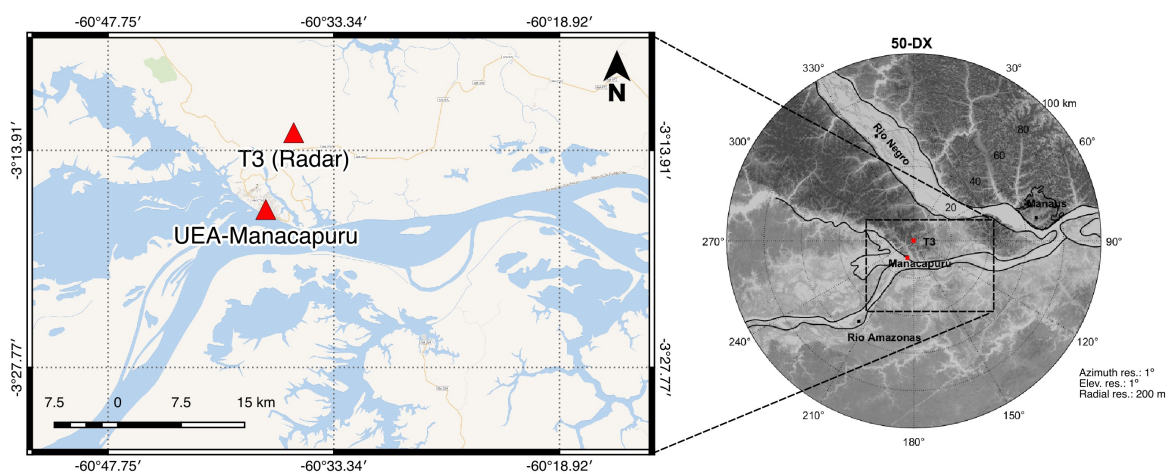 -60°47.75′
-60°33.34′
-60°18.92′
-3°13.91′
-3°13.91′
N
T3 (Radar)
UEA-Manacapuru
-3°27.77′
-3°27.77′
7.5 0 7.5 15 km
-60°47.75′
-60°33.34′
-60°18.92′
50-DX
330°
30°
100 km
300°
Rio Negro
80
60°
60
40
Manaus
20
270°
T3
90°
Manacapuru
240°
Rio Amazonas
120°
Azimuth res.: 1°
Elev. res.: 1°
Radial res.: 200 m
210°
150°
180°